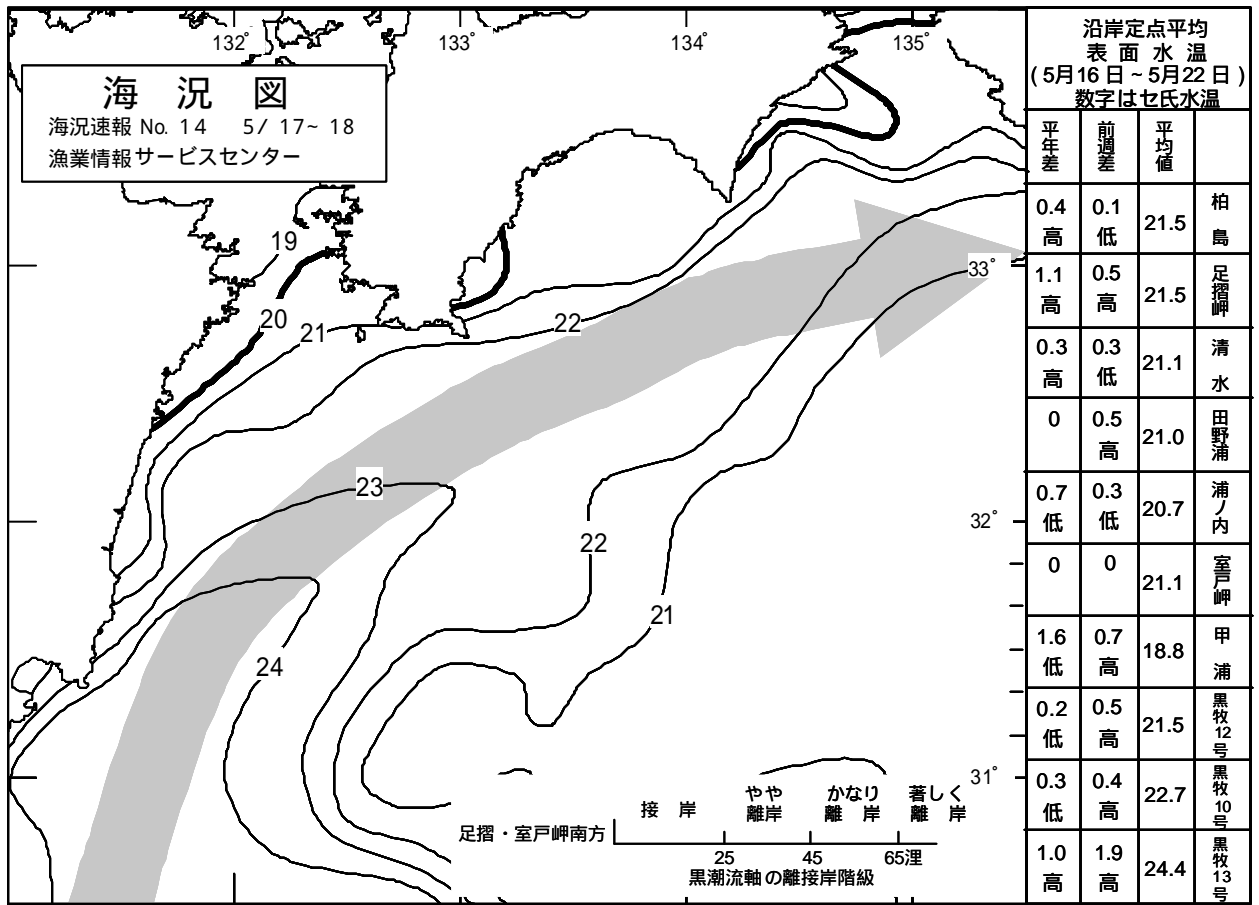 132°
133°
134°
135°
海 況 図
海況速報 No. 14 5/ 17~ 18
漁業情報サービスセンター
19
20
21
22
33°
23
22
32°
21
24
31°
接 岸
やや
離岸
かなり
離 岸
著しく
離 岸
足摺・室戸岬南方
25
45
65浬
黒潮流軸の離接岸階級
沿岸定点平均
表 面 水 温
( 5月16 日 ~ 5月22 日 )
数字はセ氏水温
平年差 前週差 平均値
0.4 高 0.1 低 21.5 柏島
1.1 高 0.5 高 21.5 足摺岬
0.3 高 0.3 低 21.1 清水
0 0.5 高 21.0 田野浦
0.7 低 0.3 低 20.7 浦ノ内
0 0 21.1 室戸岬
1.6 低 0.7 高 18.8 甲浦
0.2 低 0.5 高 21.5 黒牧12号
0.3 低 0.4 高 22.7 黒牧10号
1.0 高 1.9 高 24.4 黒牧13号